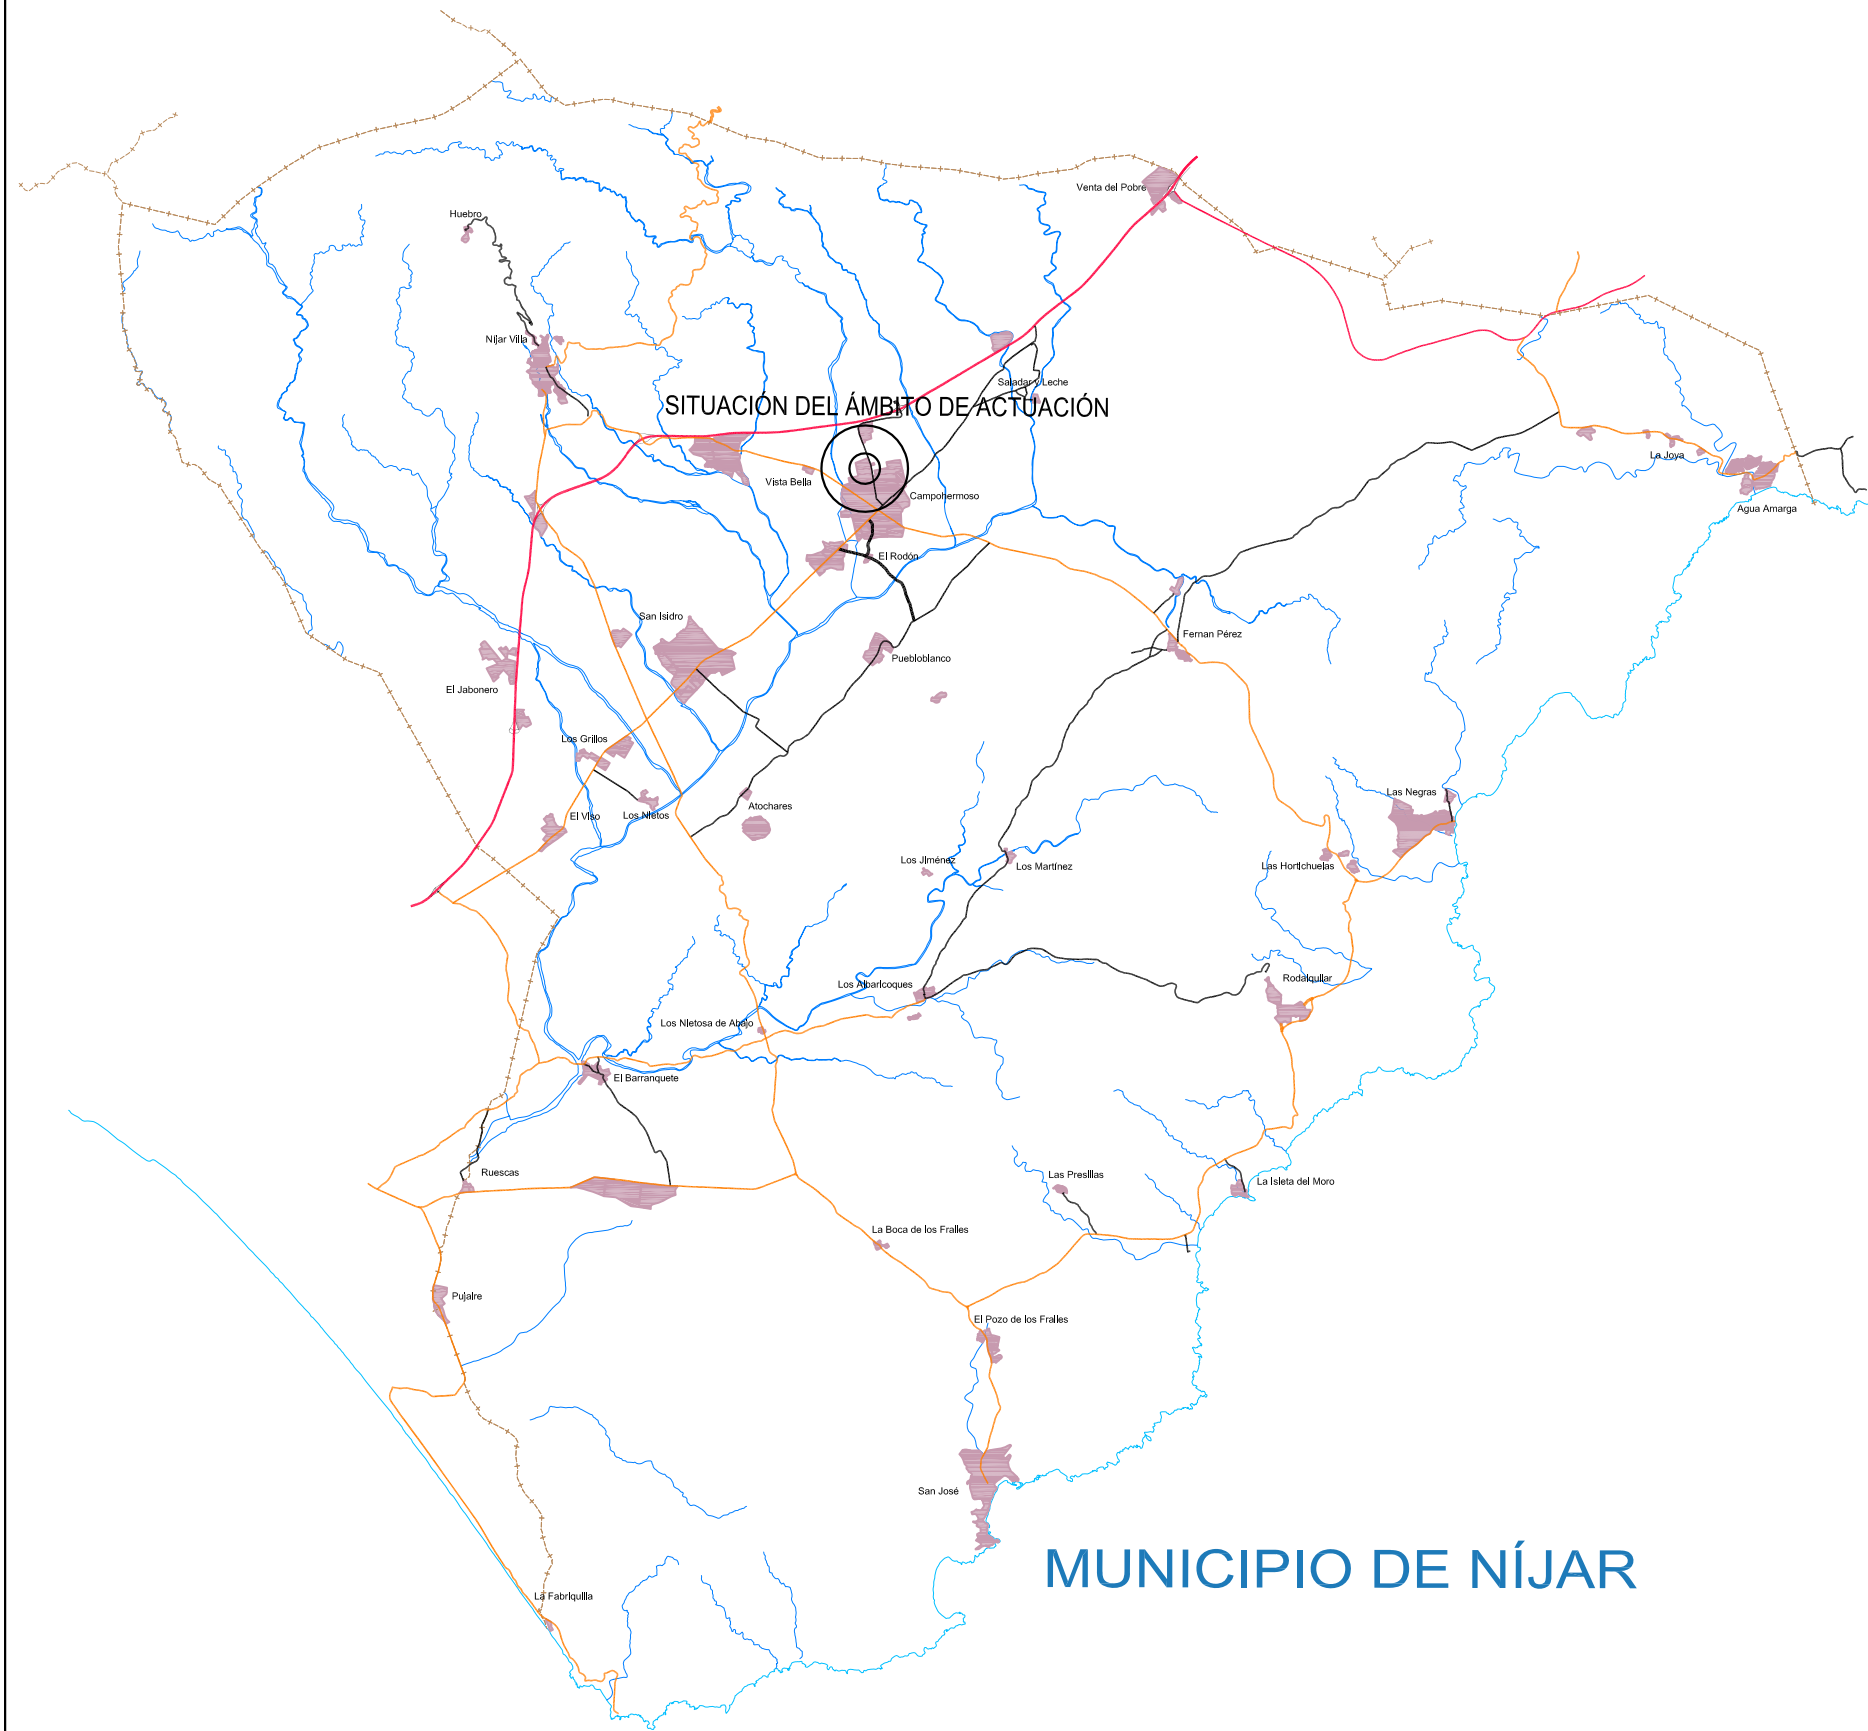 Venta del Pobre
Huebro
Níjar Villa
Saladar y Leche
SITUACIÓN DEL ÁMBITO DE ACTUACIÓN
La Joya
Vista Bella
Campohermoso
Agua Amarga
El Rodón
San Isidro
Fernan Pérez
Puebloblanco
El Jabonero
Los Grillos
Las Negras
Atochares
El Viso
Los Nietos
Los Jiménez
Los Martínez
Las Hortichuelas
Rodalquilar
Los Albaricoques
Los Nietosa de Abajo
El Barranquete
Ruescas
Las Presillas
La Isleta del Moro
La Boca de los Frailes
Pujaire
El Pozo de los Frailes
San José
MUNICIPIO DE NÍJAR
La Fabriquilla